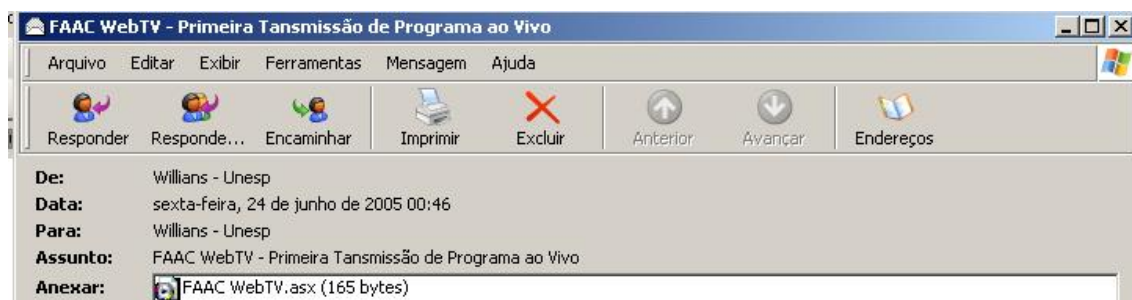 FAAC WebTV - Primeira Tansmissão de Programa ao Vivo
Arquivo Editar Exibir Ferramentas Mensagem Ajuda
Responder Responde... Encaminhar Imprimir Excluir Anterior Avançar Endereços
De: Willians - Unesp
Data: sexta-feira, 24 de junho de 2005 00:46
Para: Willians - Unesp
Assunto: FAAC WebTV - Primeira Tansmissão de Programa ao Vivo
Anexar: FAAC WebTV.asx (165 bytes)